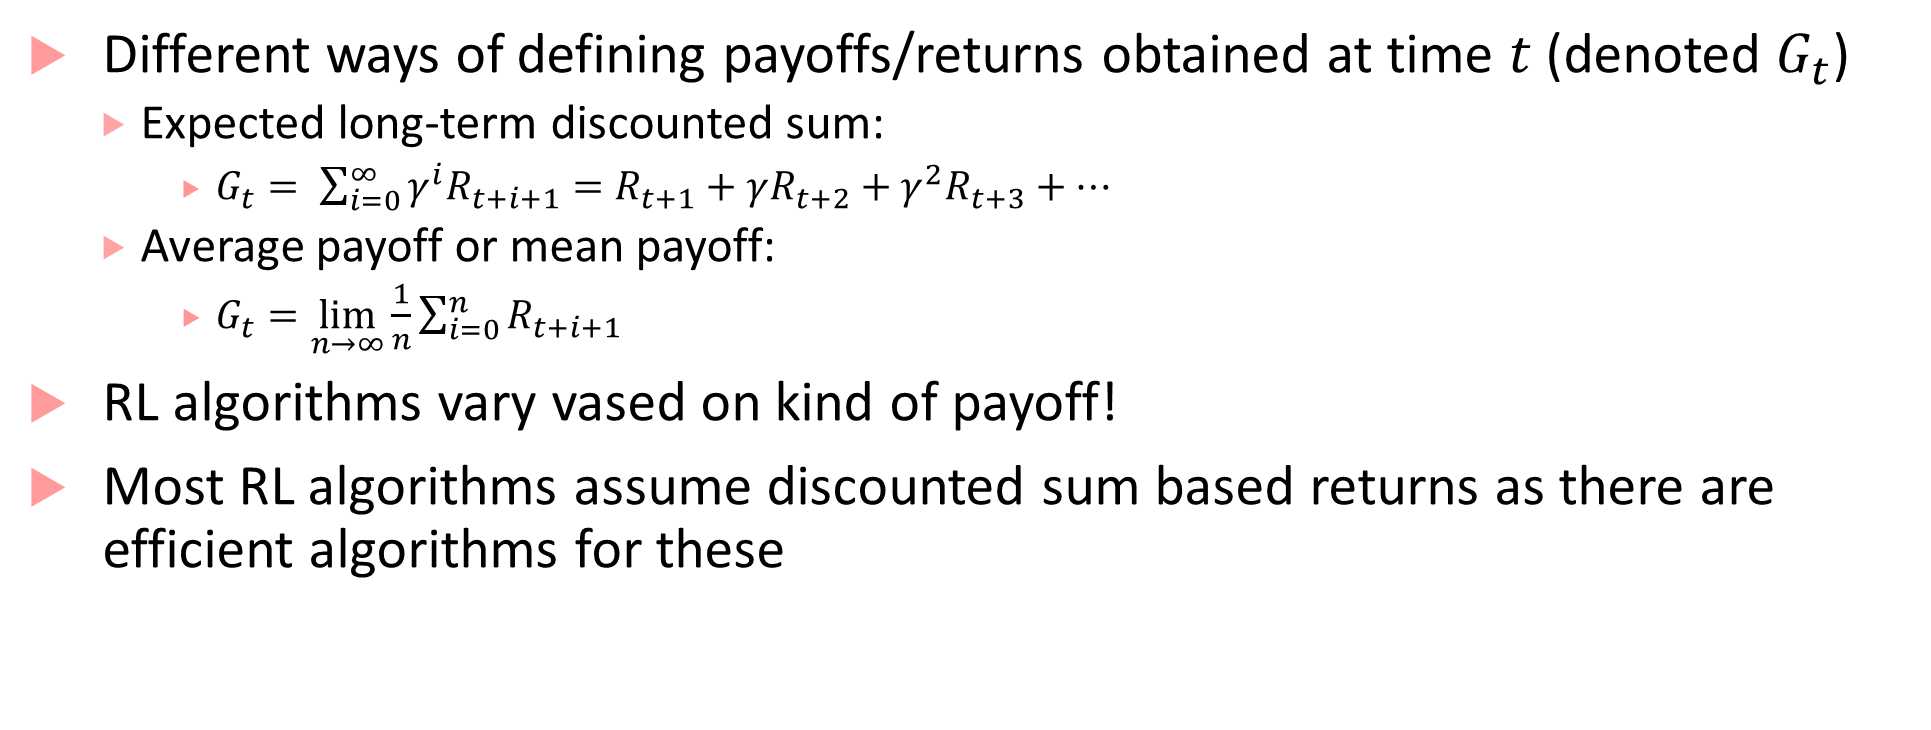 Different ways of defining payoffs/returns obtained at time t (denoted G_t)
Expected long-term discounted sum:
G_t = ∑_{i=0}^{∞} γ^i R_{t+i+1} = R_{t+1} + γR_{t+2} + γ^2 R_{t+3} + ⋯
Average payoff or mean payoff:
G_t = lim_{n→∞} \frac{1}{n} ∑_{i=0}^{n} R_{t+i+1}
RL algorithms vary vased on kind of payoff!
Most RL algorithms assume discounted sum based returns as there are
efficient algorithms for these